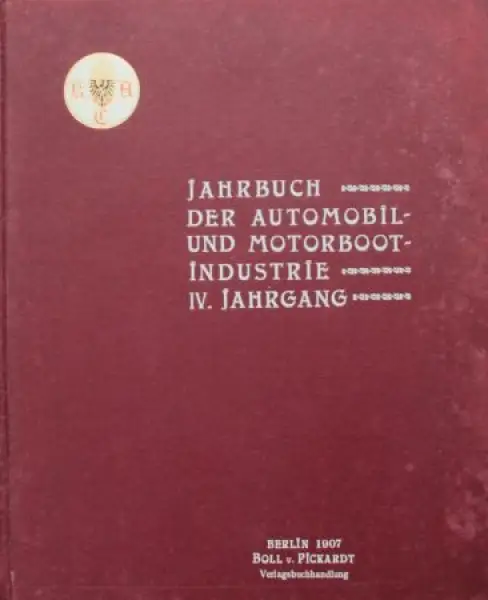 K A
C
JAHRBUCH
DER AUTOMOBIL-
UND MOTORBOOT-
INDUSTRIE
IV. JAHRGANG
BERLIN 1907
BOLL u. PICKARDT
Verlagsbuchhandlung